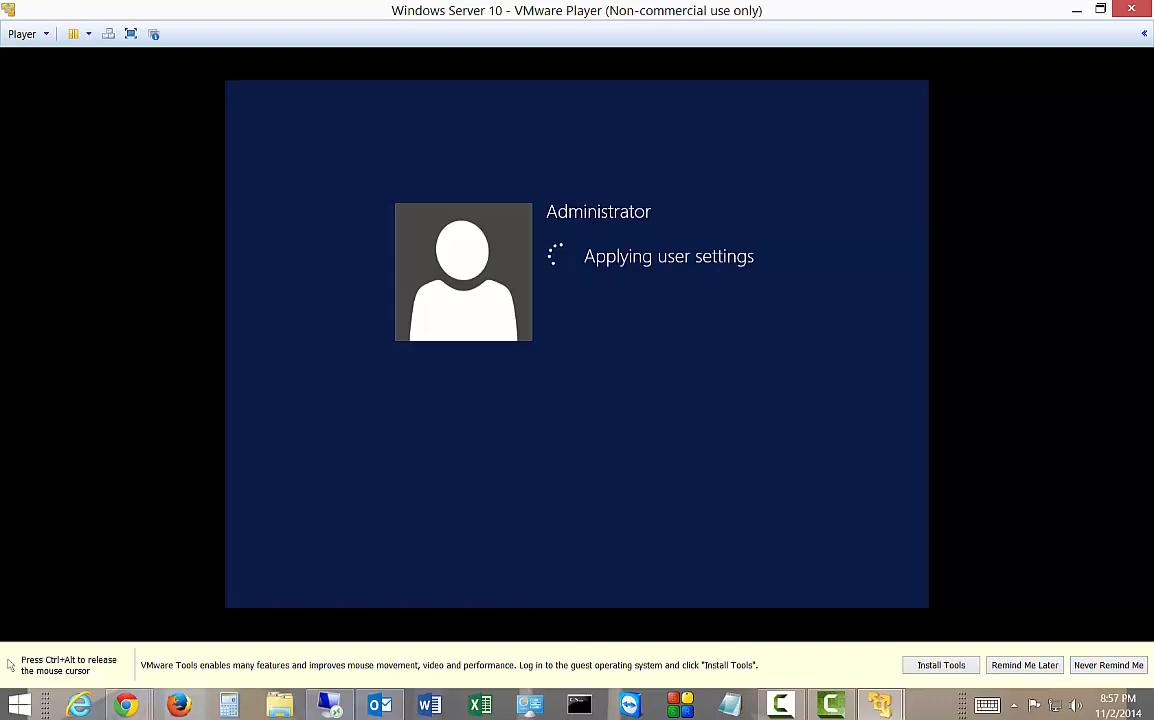 Windows Server 10 - VMware Player (Non-commercial use only)
Player
Administrator
Applying user settings
Press Ctrl+Alt to release
the mouse cursor
VMware Tools enables many features and improves mouse movement, video and performance. Log in to the guest operating system and click "Install Tools".
Install Tools
Remind Me Later
Never Remind Me
8:57 PM
11/2/2014